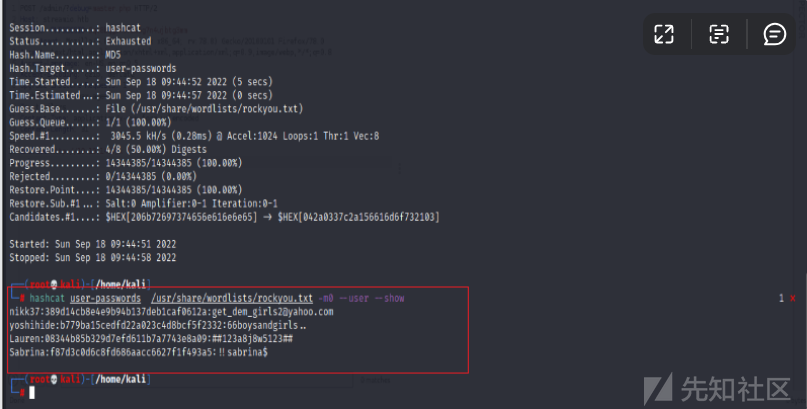 Session..........: hashcat
Status...........: Exhausted
Hash.Name........: MD5
Hash.Target......: user-passwords
Time.Started.....: Sun Sep 18 09:44:52 2022 (5 secs)
Time.Estimated...: Sun Sep 18 09:44:57 2022 (0 secs)
Guess.Base.......: File (/usr/share/wordlists/rockyou.txt)
Guess.Queue......: 1/1 (100.00%)
Speed.#1.........:  3045.5 kH/s (0.28ms) @ Accel:1024 Loops:1 Thr:1 Vec:8
Recovered........: 4/8 (50.00%) Digests
Progress.........: 14344385/14344385 (100.00%)
Rejected.........: 0/14344385 (0.00%)
Restore.Point....: 14344385/14344385 (100.00%)
Restore.Sub.#1...: Salt:0 Amplifier:0-1 Iteration:0-1
Candidates.#1....: $HEX[206b72697374656e616e6e65] -> $HEX[042a0337c2a156616d6f732103]
Started: Sun Sep 18 09:44:51 2022
Stopped: Sun Sep 18 09:44:58 2022
(root💀kali)-[/home/kali]
# hashcat user-passwords /usr/share/wordlists/rockyou.txt -m0 --user --show 1 ⨯
nikk37:389d14cb8e4e9b94b137deb1caf0612a:get_dem_girls2@yahoo.com
yoshihide:b779ba15cedfd22a023c4d8bcf5f2332:66boysandgirls..
Lauren:08344b85b329d7efd611b7a7743e8a09:##123a8j8w5123##
Sabrina:f87d3c0d6c8fd686aacc6627f1f493a5:!!sabrina$
(root💀kali)-[/home/kali]
#
先知社区